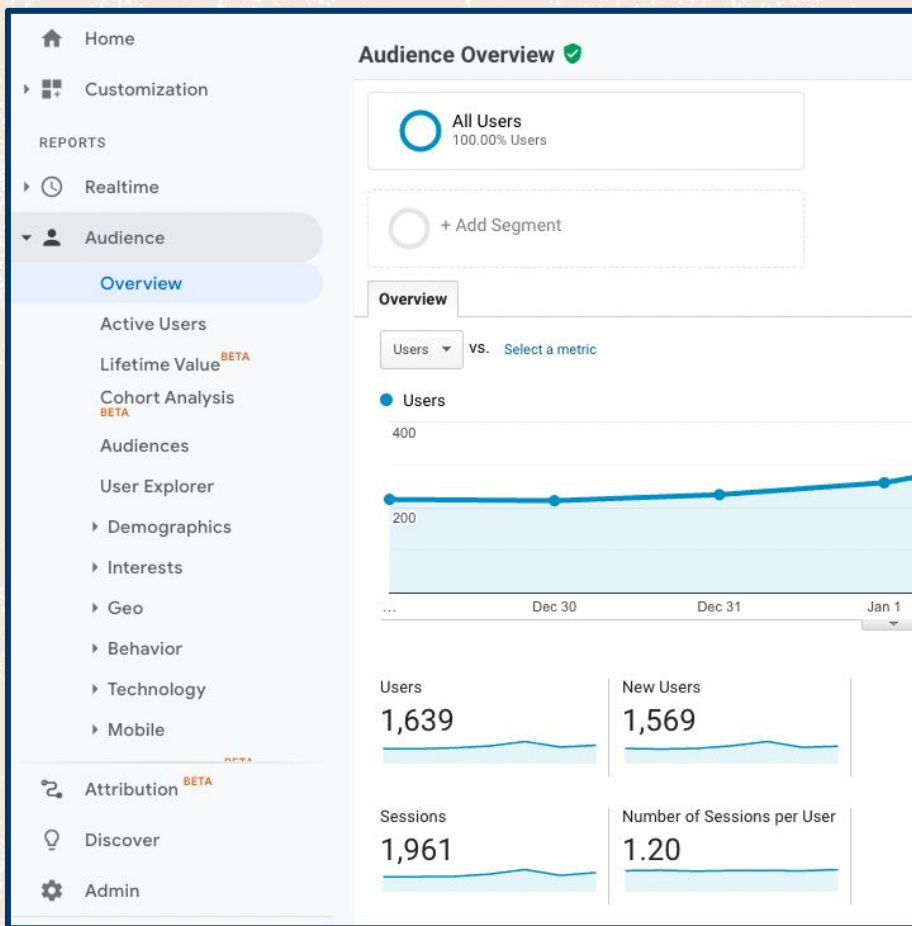 Home
Customization
REPORTS
Realtime
Audience
Overview
Active Users
Lifetime Value BETA
Cohort Analysis
BETA
Audiences
User Explorer
Demographics
Interests
Geo
Behavior
Technology
Mobile
BETA
Attribution BETA
Discover
Admin
Audience Overview
All Users
100.00% Users
+ Add Segment
Overview
Users VS. Select a metric
Users
400
200
... Dec 30 Dec 31 Jan 1
Users New Users
1,639 1,569
Sessions Number of Sessions per User
1,961 1.20